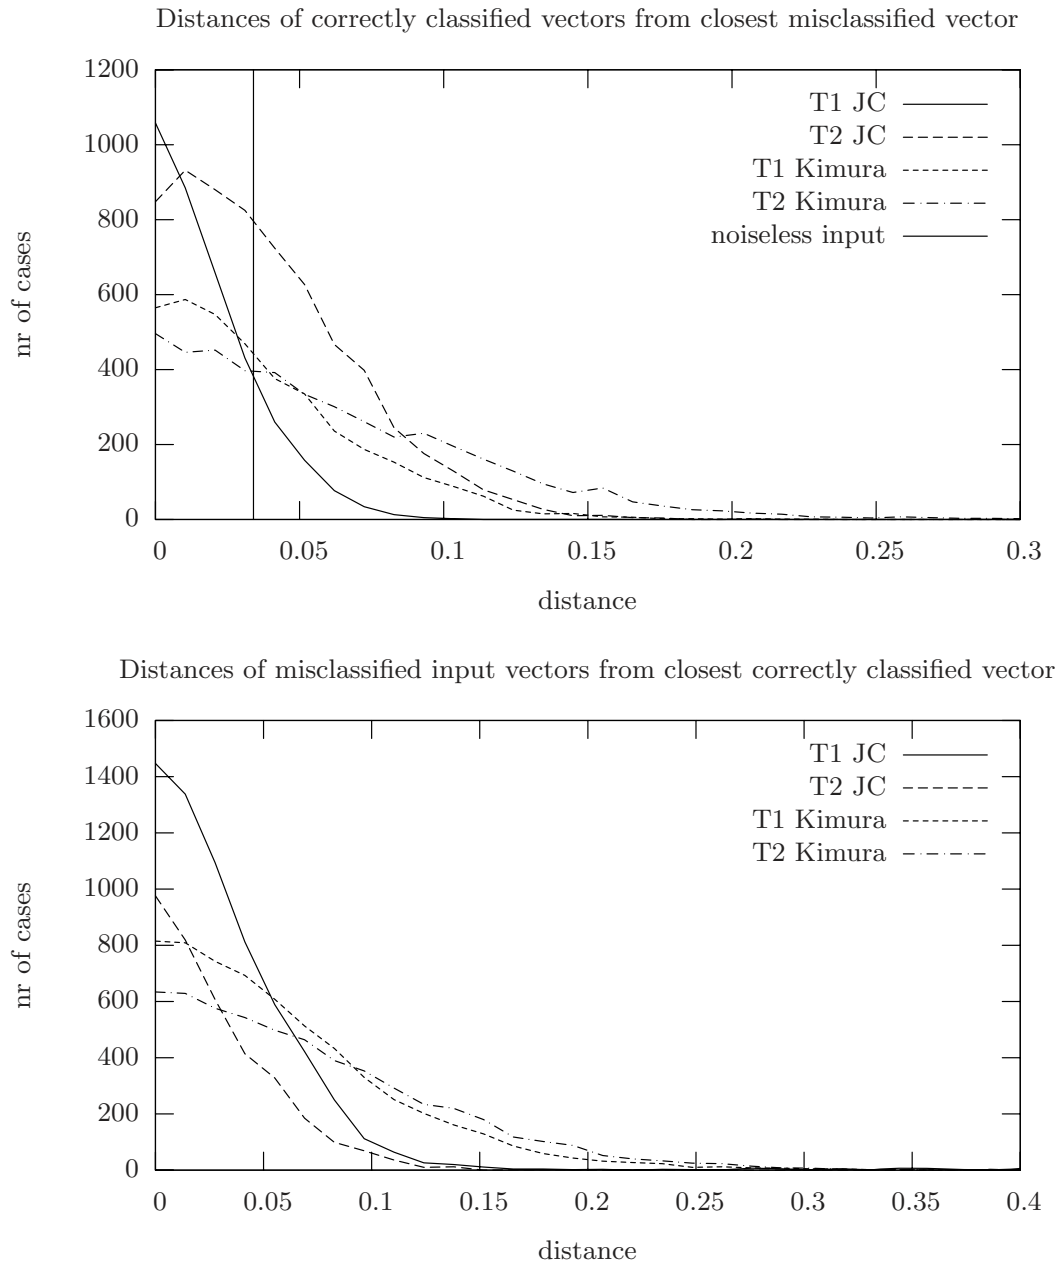 Distances of correctly classified vectors from closest misclassified vector
1200
1000
800
600
400
200
0
nr of cases
T1 JC
T2 JC
T1 Kimura
T2 Kimura
noiseless input
0 0.05 0.1 0.15 0.2 0.25 0.3
distance
Distances of misclassified input vectors from closest correctly classified vector
1600
1400
1200
1000
800
600
400
200
0
nr of cases
T1 JC
T2 JC
T1 Kimura
T2 Kimura
0 0.05 0.1 0.15 0.2 0.25 0.3 0.35 0.4
distance